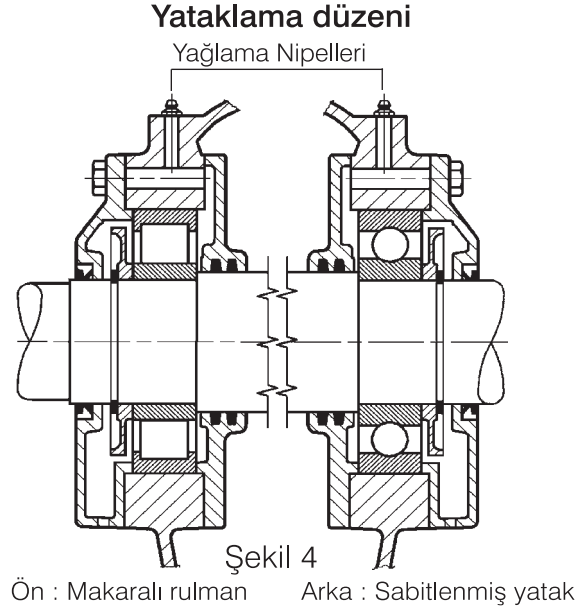 Yataklama düzeni
Yağlama Nipelleri
Şekil 4
Ön : Makaralı rulman Arka : Sabitlenmiş yatak